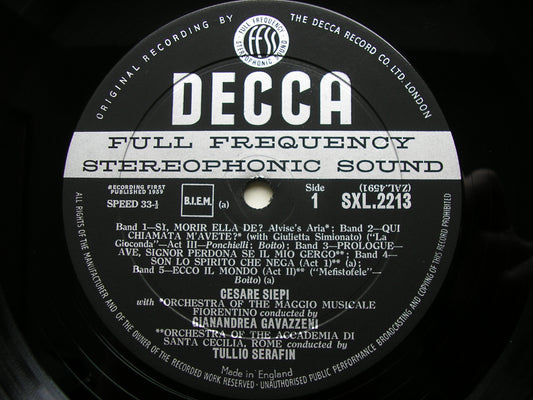 ORIGINAL RECORDING BY
THE DECCA RECORD CO. LTD. LONDON
FULL FREQUENCY
ffss
STEREOPHONIC SOUND
DECCA
FULL FREQUENCY
STEREOPHONIC SOUND
RECORDING FIRST
PUBLISHED 1959
SPEED 33-⅓
B.I.E.M.
(a)
Side
1
(ZAL.4591)
SXL.2213
Band 1—SI, MORIR ELLA DE? Alvise's Aria*; Band 2—QUI
CHIAMATA M'AVETE?* (with Giulietta Simionato) ("La
Gioconda"—Act III—Ponchielli; Boito); Band 3—PROLOGUE—
AVE, SIGNOR PERDONA SE IL MIO GERGO**; Band 4—
SON LO SPIRITO CHE NEGA (Act 1)** (a);
Band 5—ECCO IL MONDO (Act II)** ("Mefistofele"—
Boito) (a)
CESARE SIEPI
with *ORCHESTRA OF THE MAGGIO MUSICALE
FIORENTINO conducted by
GIANANDREA GAVAZZENI
**ORCHESTRA OF THE ACCADEMIA DI
SANTA CECILIA, ROME conducted by
TULLIO SERAFIN
Made in England
ALL RIGHTS OF THE MANUFACTURER AND OF THE OWNER OF THE RECORDED WORK RESERVED · UNAUTHORISED PUBLIC PERFORMANCE BROADCASTING AND COPYING OF THIS RECORD PROHIBITED